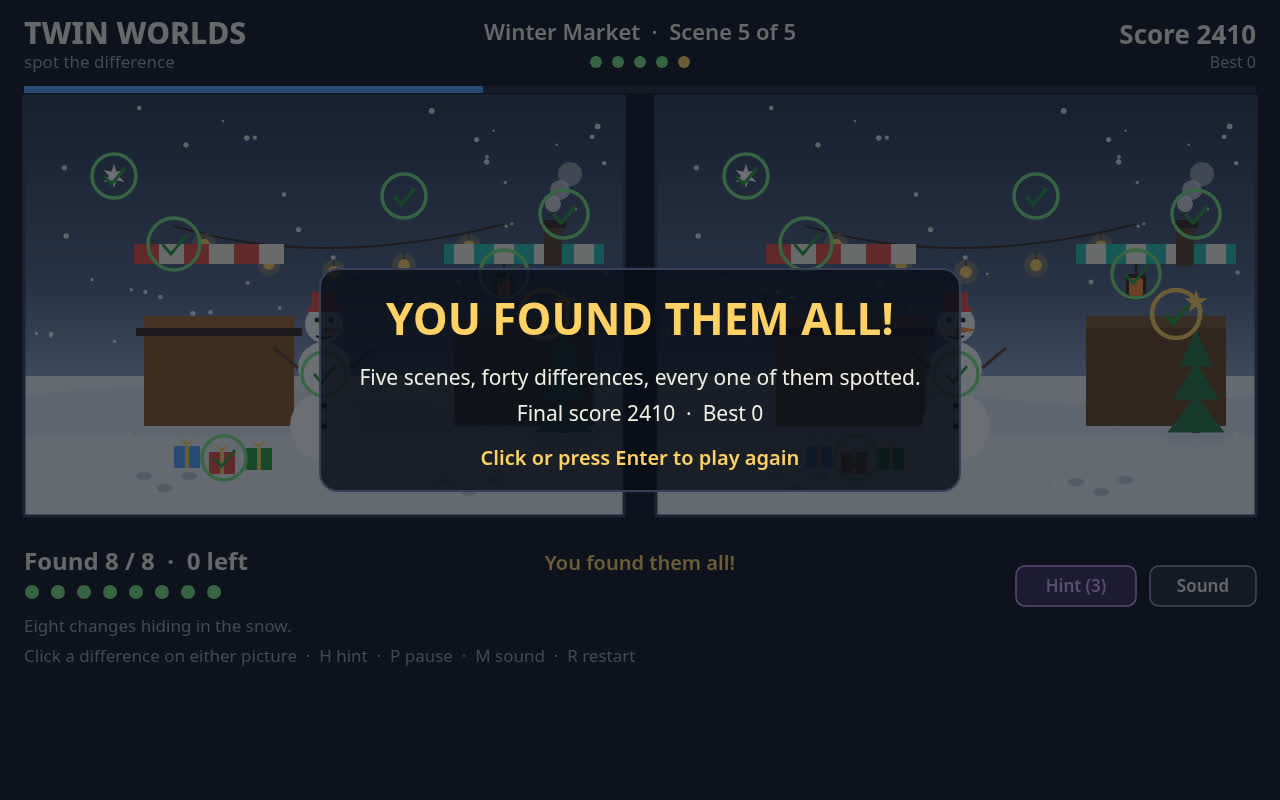 TWIN WORLDS
spot the difference
Winter Market · Scene 5 of 5
Score 2410
Best 0
YOU FOUND THEM ALL!
Five scenes, forty differences, every one of them spotted.
Final score 2410 · Best 0
Click or press Enter to play again
Found 8 / 8 · 0 left
You found them all!
Hint (3)
Sound
Eight changes hiding in the snow.
Click a difference on either picture · H hint · P pause · M sound · R restart